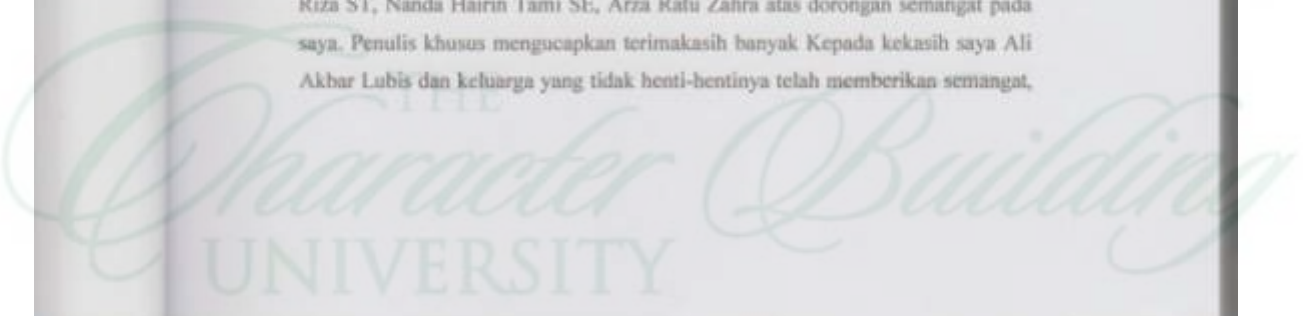 Riza ST, Nanda Hairin Tami SE, Arza Ratu Zahra atas dorongan semangat pada
saya. Penulis khusus mengucapkan terimakasih banyak Kepada kekasih saya Ali
Akbar Lubis dan keluarga yang tidak henti-hentinya telah memberikan semangat,
THE
Character Building
UNIVERSITY